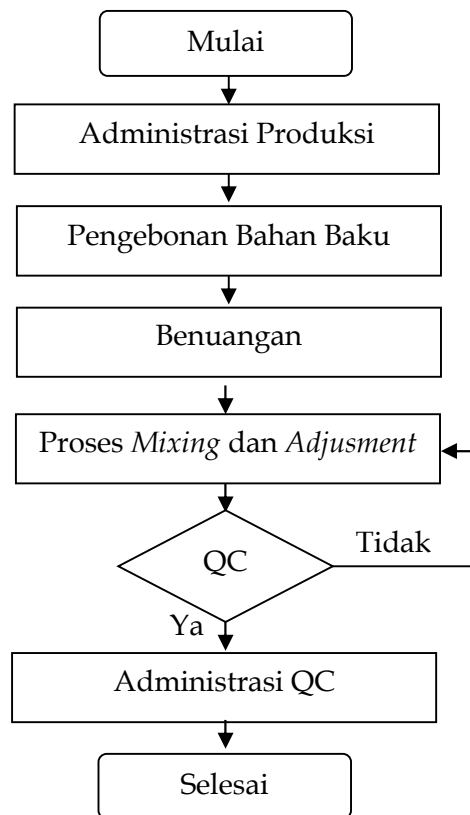 Mulai
Administrasi Produksi
Pengebonan Bahan Baku
Benuangan
Proses Mixing dan Adjusment
QC
Tidak
Ya
Administrasi QC
Selesai